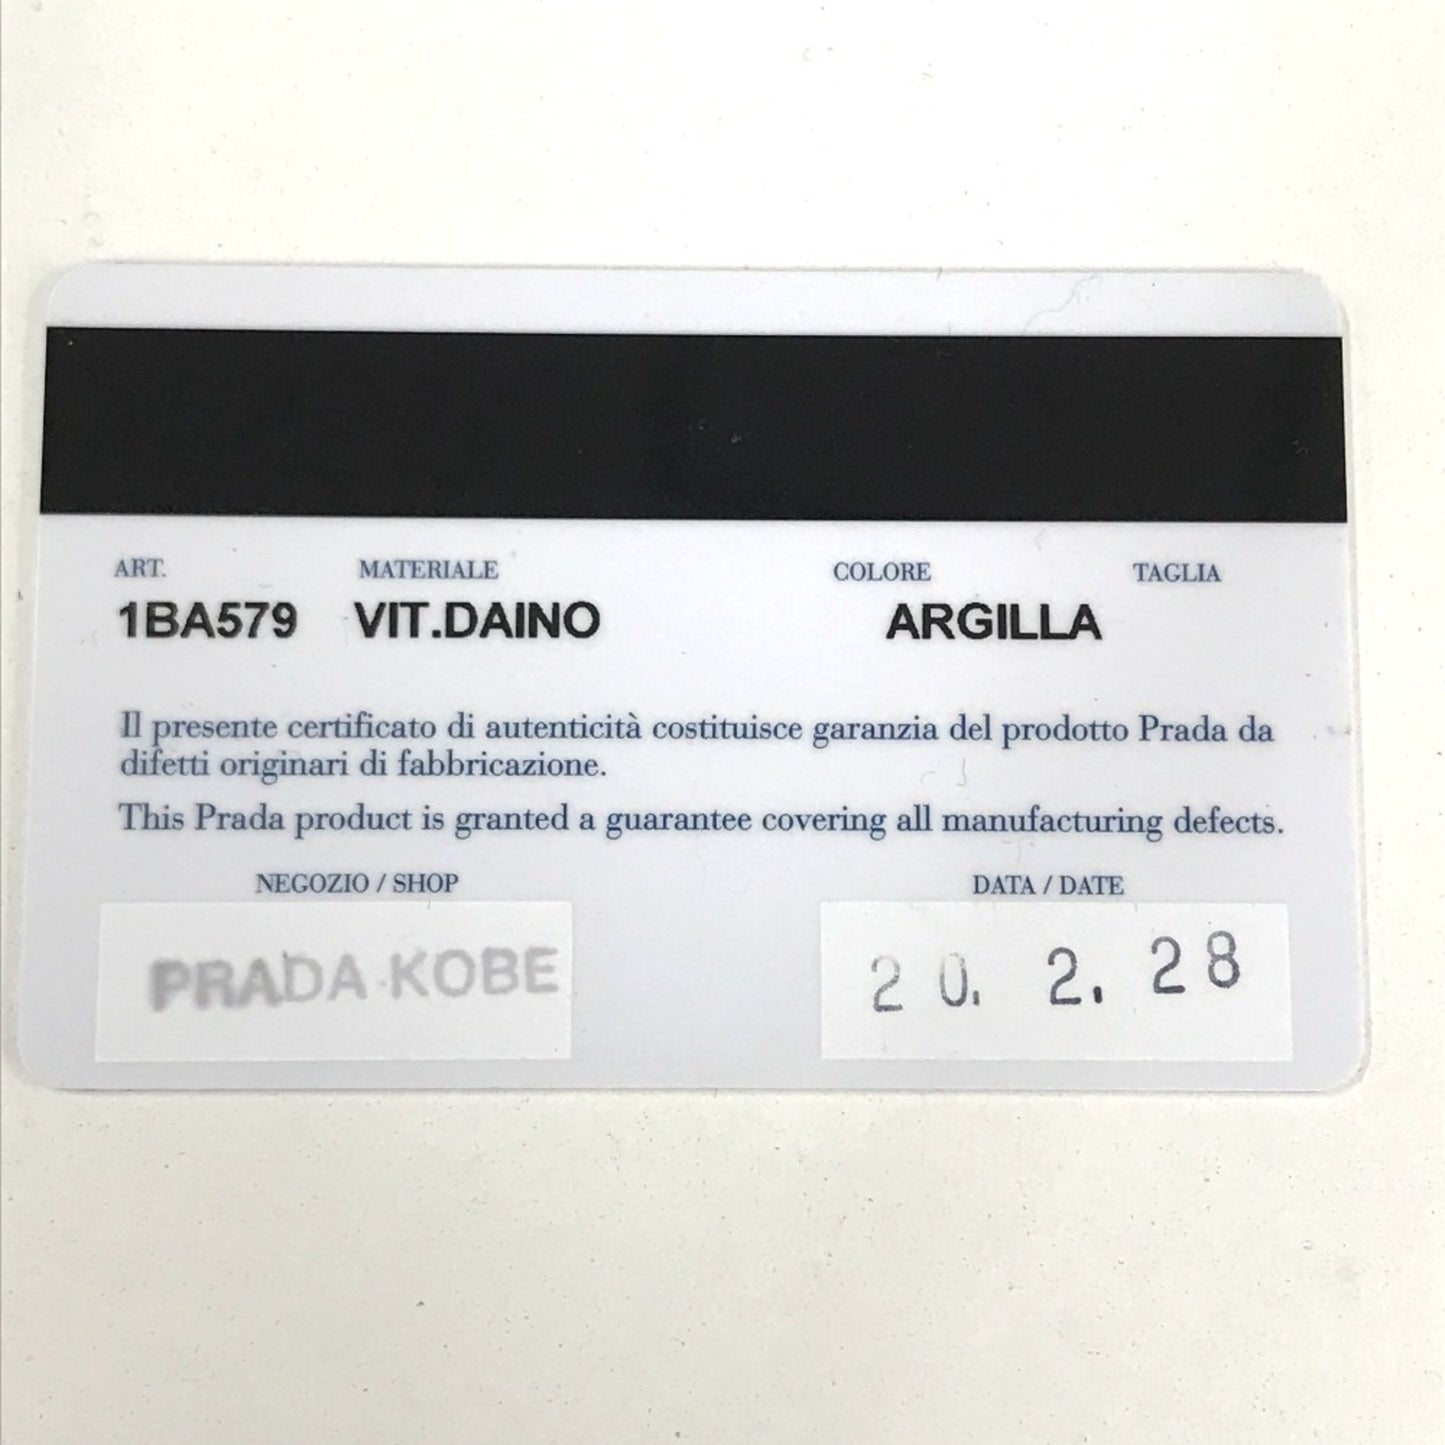 ART. MATERIALE COLORE TAGLIA
1BA579 VIT.DAINO ARGILLA
Il presente certificato di autenticità costituisce garanzia del prodotto Prada da
difetti originari di fabbricazione.
This Prada product is granted a guarantee covering all manufacturing defects.
NEGOZIO / SHOP DATA / DATE
PRADA KOBE 20. 2. 28